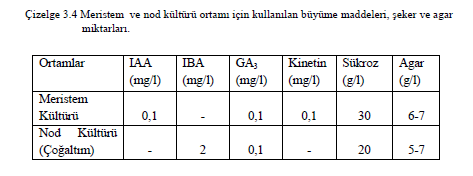 Çizelge 3.4 Meristem ve nod kültürü ortamı için kullanılan büyüme maddeleri, şeker ve agar
miktarları.
Ortamlar IAA (mg/l) IBA (mg/l) GA3 (mg/l) Kinetin (mg/l) Sükroz (g/l) Agar (g/l)
Meristem
Kültürü 0,1 - 0,1 0,1 30 6-7
Nod Kültürü
(Çoğaltım) - 2 0,1 - 20 5-7